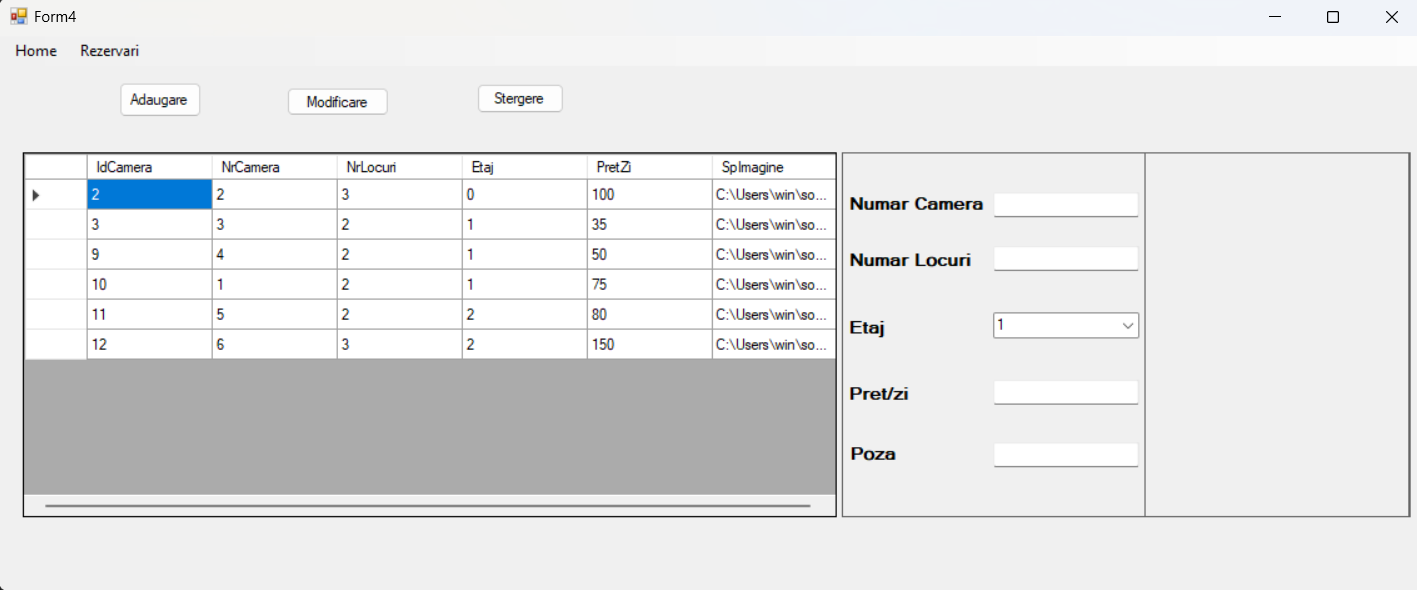 Form4
Home Rezervari
Adaugare Modificare Stergere
IdCamera NrCamera NrLocuri Etaj PretZi SpImagine
2 2 3 0 100 C:\Users\win\so...
3 3 2 1 35 C:\Users\win\so...
9 4 2 1 50 C:\Users\win\so...
10 1 2 1 75 C:\Users\win\so...
11 5 2 2 80 C:\Users\win\so...
12 6 3 2 150 C:\Users\win\so...
Numar Camera
Numar Locuri
Etaj 1
Pret/zi
Poza